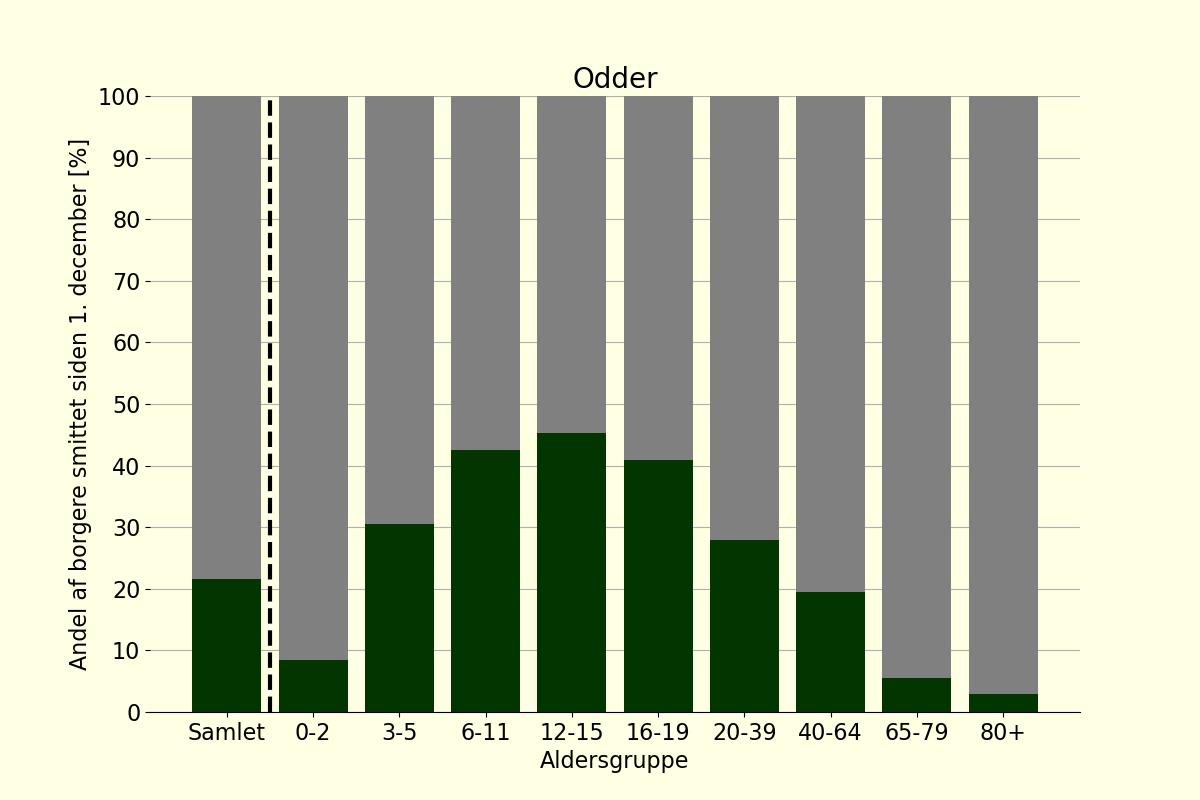 Odder
Andel af borgere smittet siden 1. december [%]
100
90
80
70
60
50
40
30
20
10
0
Samlet 0-2 3-5 6-11 12-15 16-19 20-39 40-64 65-79 80+
Aldersgruppe